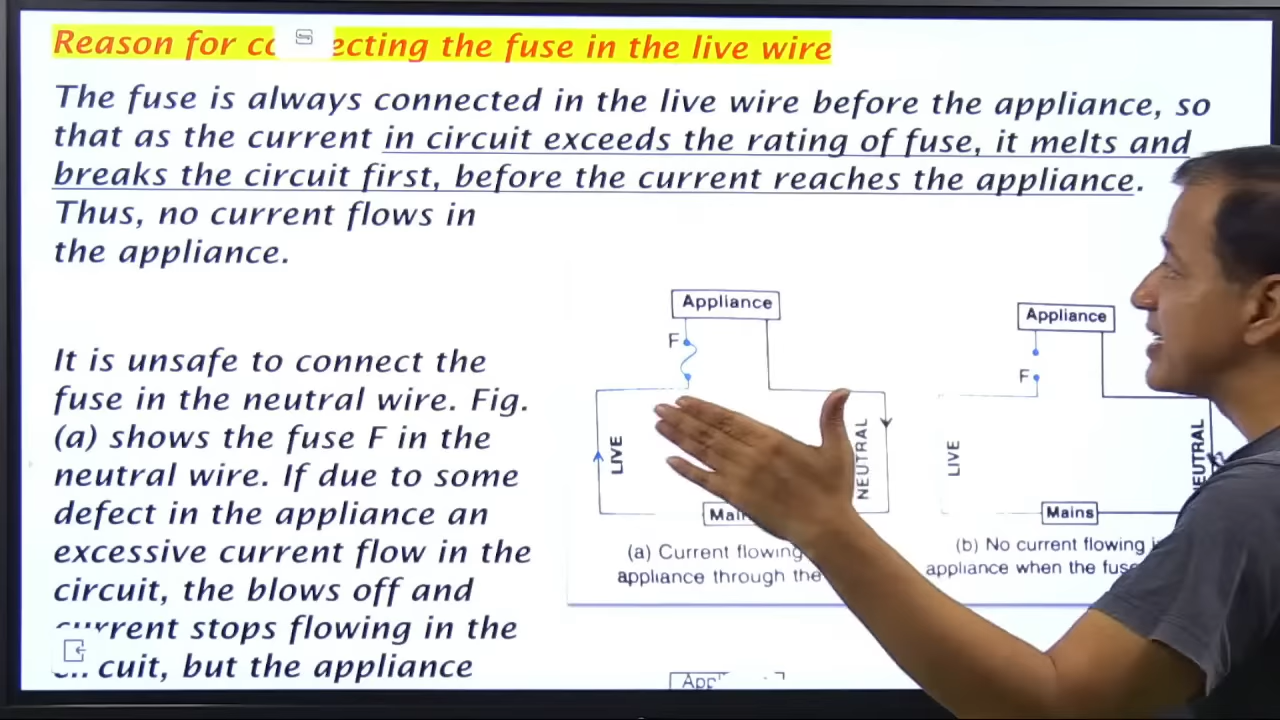 Reason for co ecting the fuse in the live wire
The fuse is always connected in the live wire before the appliance, so
that as the current in circuit exceeds the rating of fuse, it melts and
breaks the circuit first, before the current reaches the appliance.
Thus, no current flows in
the appliance.
It is unsafe to connect the
fuse in the neutral wire. Fig.
(a) shows the fuse F in the
neutral wire. If due to some
defect in the appliance an
excessive current flow in the
circuit, the blows off and
current stops flowing in the
cuit, but the appliance
Appliance
F
LIVE
NEUTRAL
(a) Current flowing
appliance through the
Appliance
F
LIVE
NEUTRAL
Mains
(b) No current flowing
appliance when the fuse